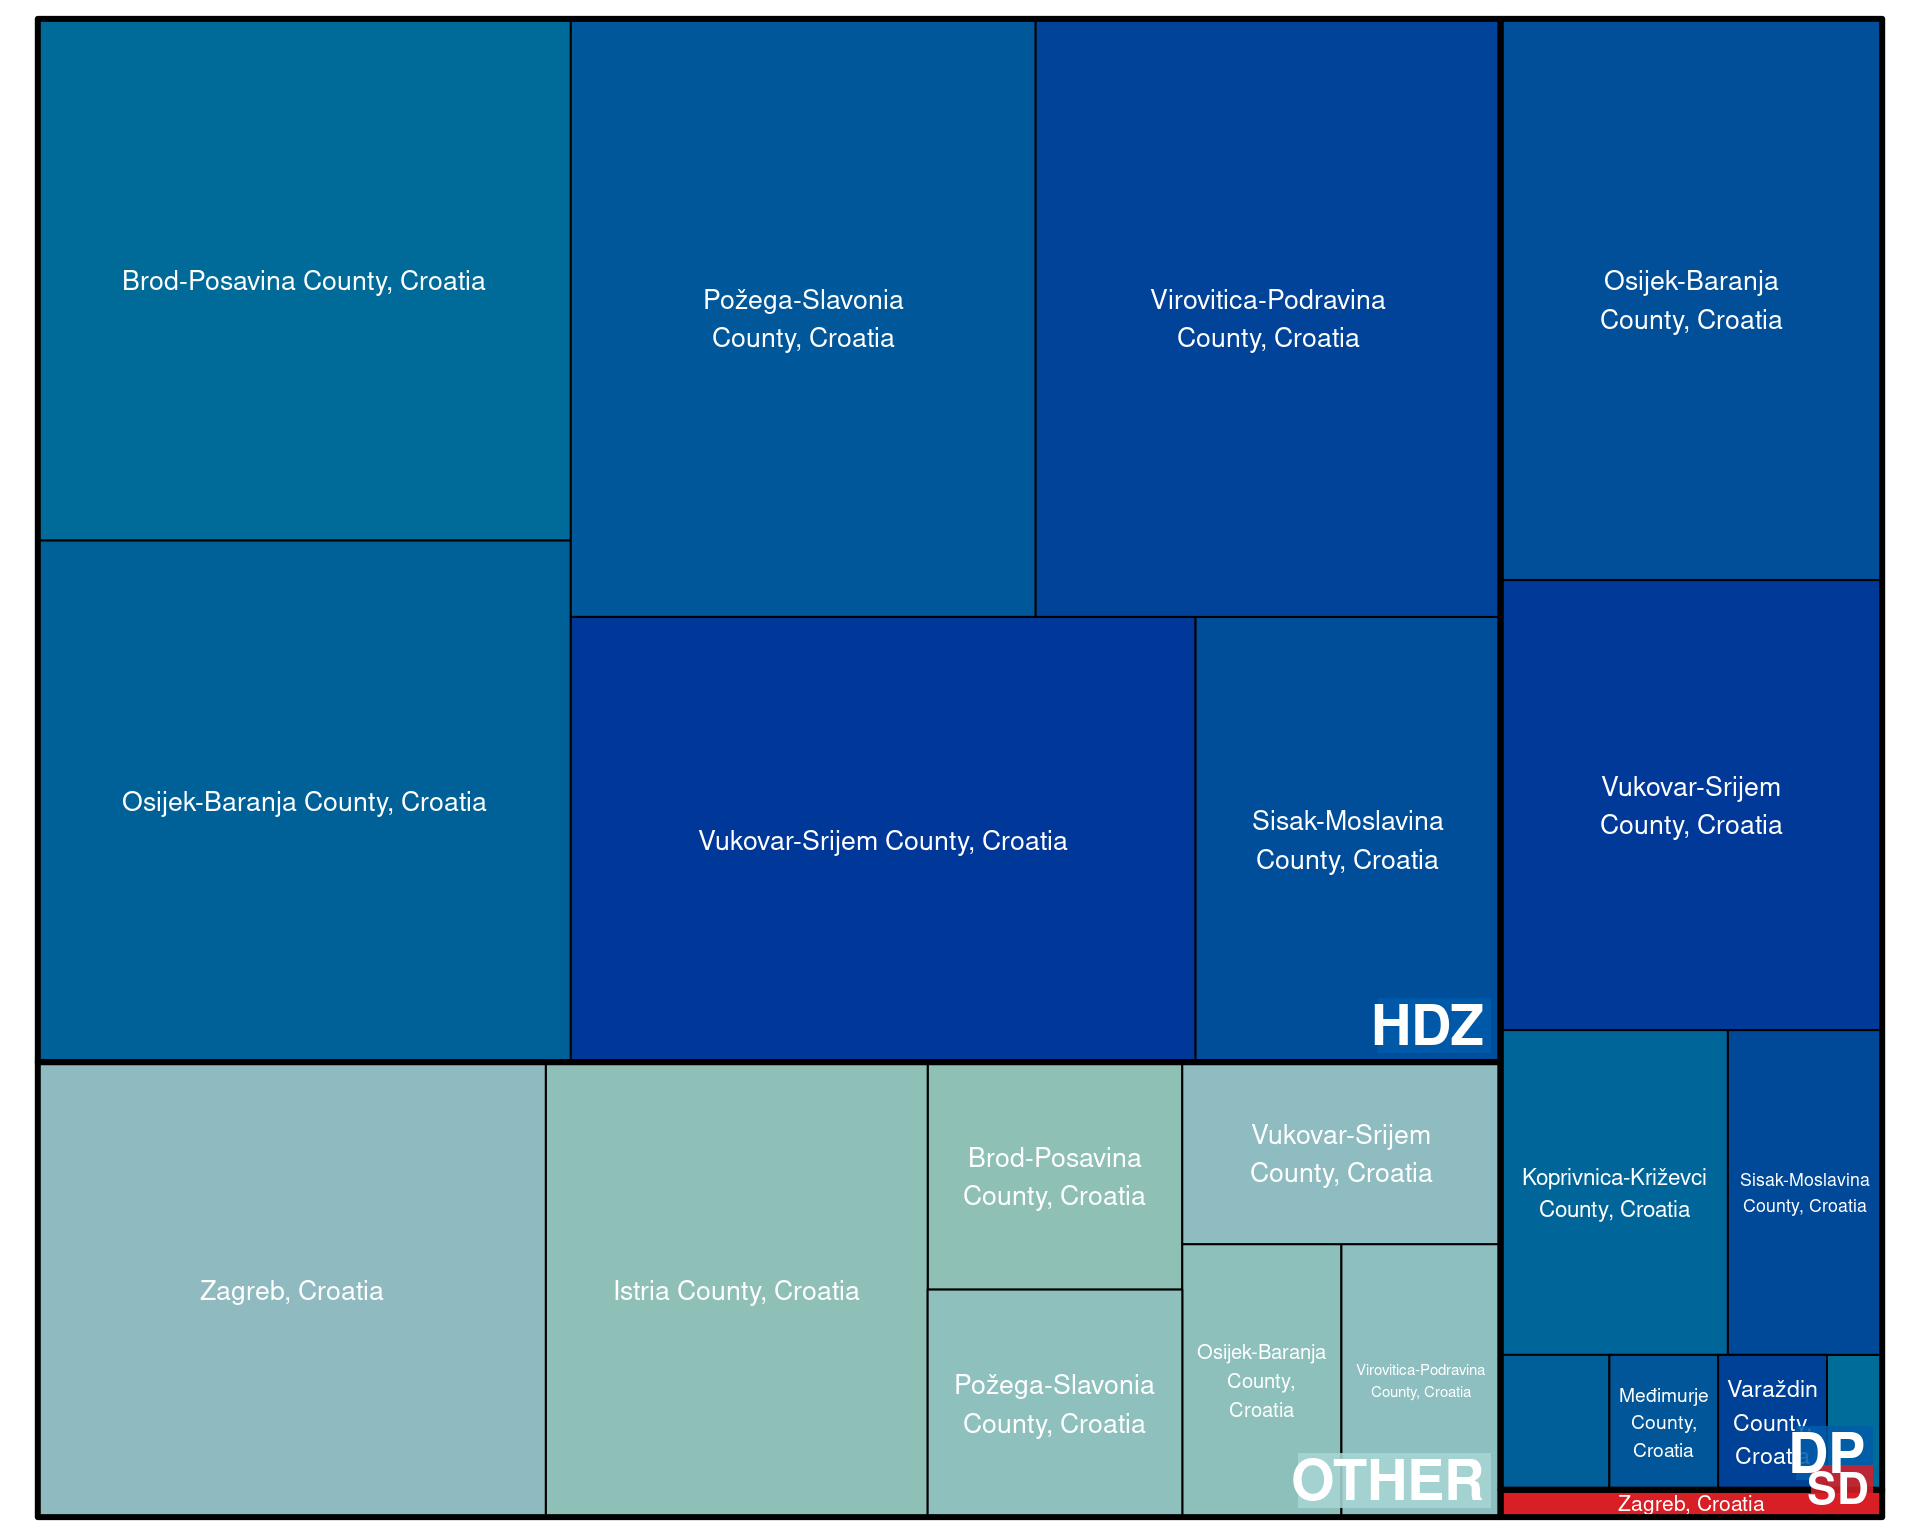 Brod-Posavina County, Croatia
Požega-Slavonia
County, Croatia
Virovitica-Podravina
County, Croatia
Osijek-Baranja
County, Croatia
Osijek-Baranja County, Croatia
Vukovar-Srijem County, Croatia
Sisak-Moslavina
County, Croatia
HDZ
Vukovar-Srijem
County, Croatia
Zagreb, Croatia
Istria County, Croatia
Brod-Posavina
County, Croatia
Požega-Slavonia
County, Croatia
Vukovar-Srijem
County, Croatia
Osijek-Baranja
County,
Croatia
Virovitica-Podravina
County, Croatia
OTHER
Koprivnica-Križevci
County, Croatia
Sisak-Moslavina
County, Croatia
Međimurje
County,
Croatia
Varaždin
County,
Croatia
DP
SD
Zagreb, Croatia